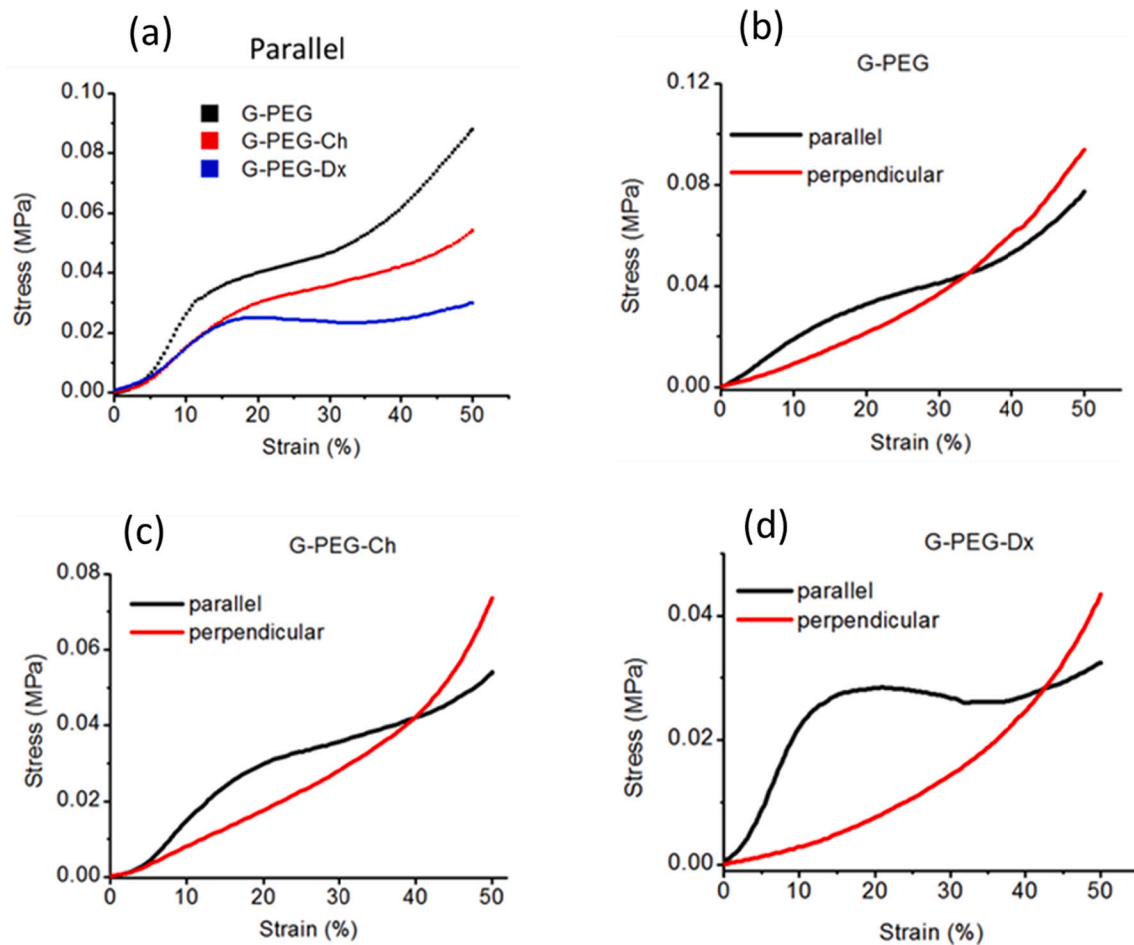 (a)
Parallel
0.10
0.08
0.06
0.04
0.02
0.00
Stress (MPa)
G-PEG
G-PEG-Ch
G-PEG-Dx
0 10 20 30 40 50
Strain (%)
(b)
G-PEG
0.12
0.08
0.04
0.00
Stress (MPa)
parallel
perpendicular
0 10 20 30 40 50
Strain (%)
(c)
G-PEG-Ch
0.08
0.06
0.04
0.02
0.00
Stress (MPa)
parallel
perpendicular
0 10 20 30 40 50
Strain (%)
(d)
G-PEG-Dx
0.04
0.02
0.00
Stress (MPa)
parallel
perpendicular
0 10 20 30 40 50
Strain (%)